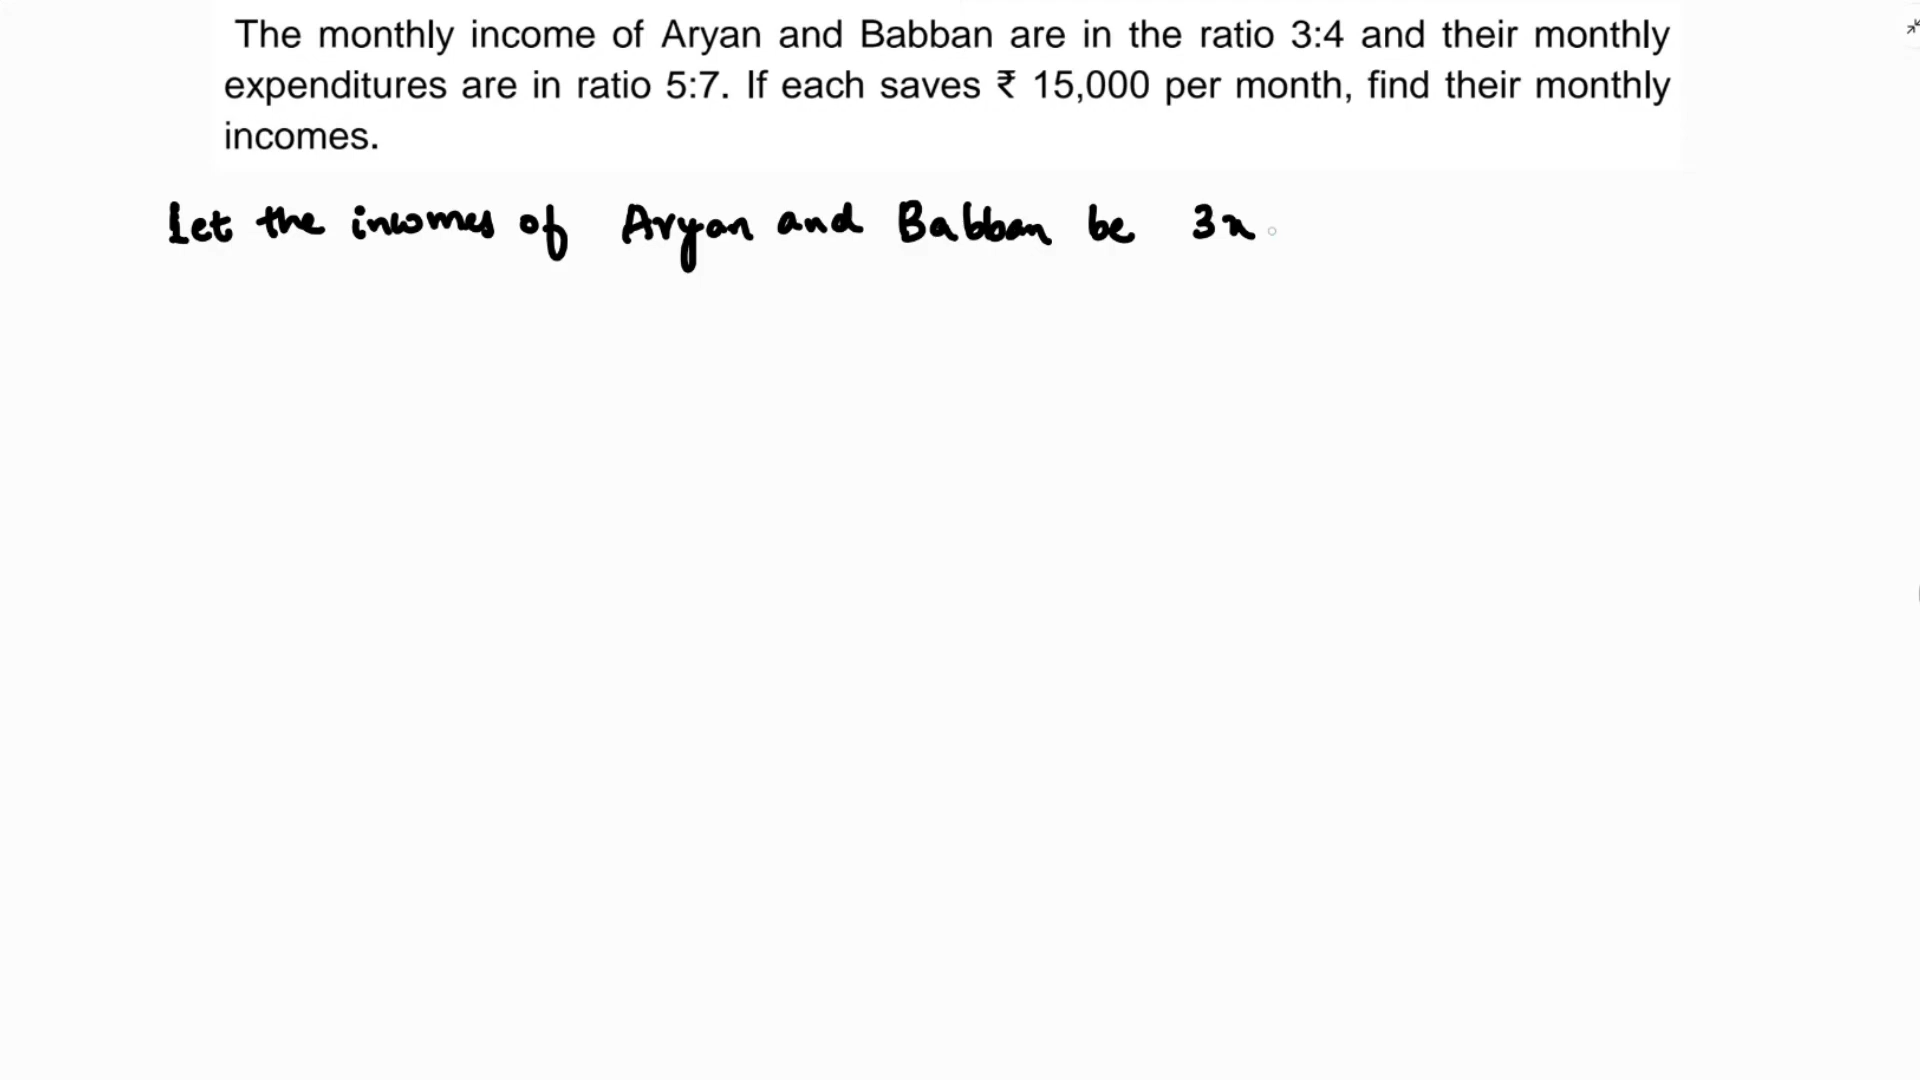 The monthly income of Aryan and Babban are in the ratio 3:4 and their monthly
expenditures are in ratio 5:7. If each saves ₹ 15,000 per month, find their monthly
incomes.
Let the incomes of Aryan and Babban be 3x